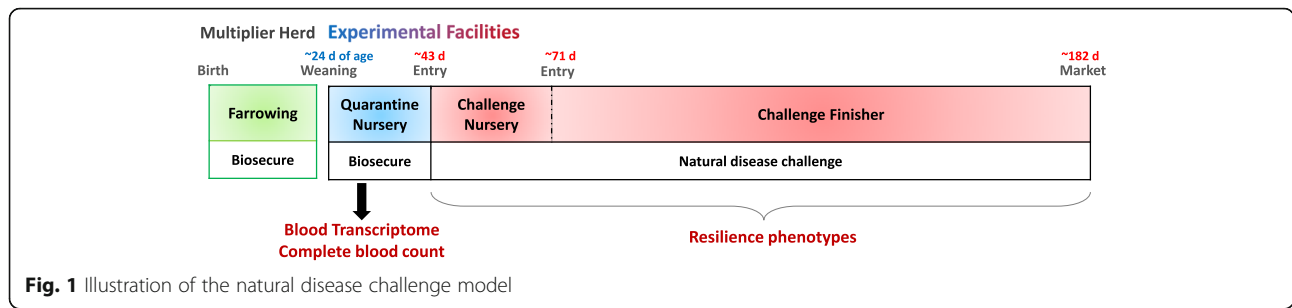 Multiplier Herd Experimental Facilities
~24 d of age ~43 d ~71 d ~182 d
Birth Weaning Entry Entry Market
Farrowing
Quarantine
Nursery
Challenge
Nursery
Challenge Finisher
Biosecure Biosecure Natural disease challenge
Blood Transcriptome
Complete blood count
Resilience phenotypes
Fig. 1 Illustration of the natural disease challenge model